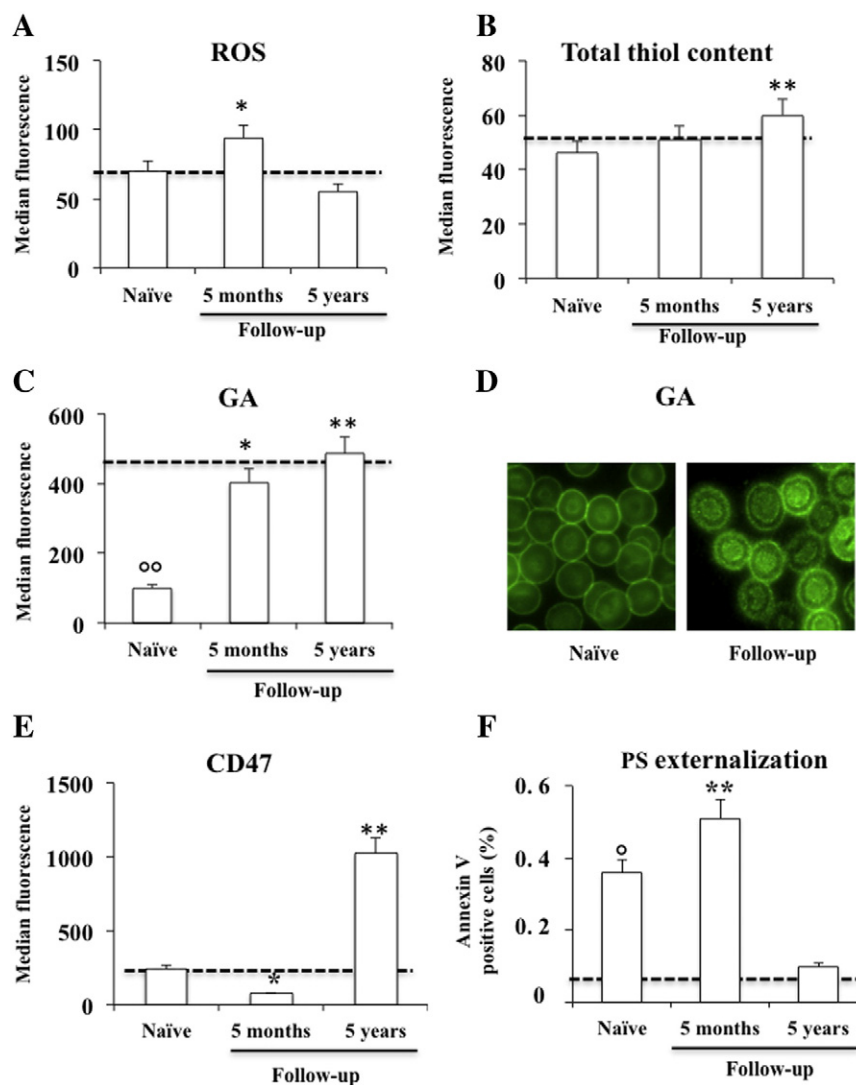 A
ROS
Median fluorescence
150
100
50
0
*
Naïve
5 months
5 years
Follow-up
B
Total thiol content
Median fluorescence
80
60
40
20
0
**
Naïve
5 months
5 years
Follow-up
C
GA
Median fluorescence
600
400
200
0
°°
*
**
Naïve
5 months
5 years
Follow-up
D
GA
Naïve
Follow-up
E
CD47
Median fluorescence
1500
1000
500
0
*
**
Naïve
5 months
5 years
Follow-up
F
PS externalization
Annexin V
positive cells (%)
0. 6
0. 4
0. 2
0
°
**
Naïve
5 months
5 years
Follow-up